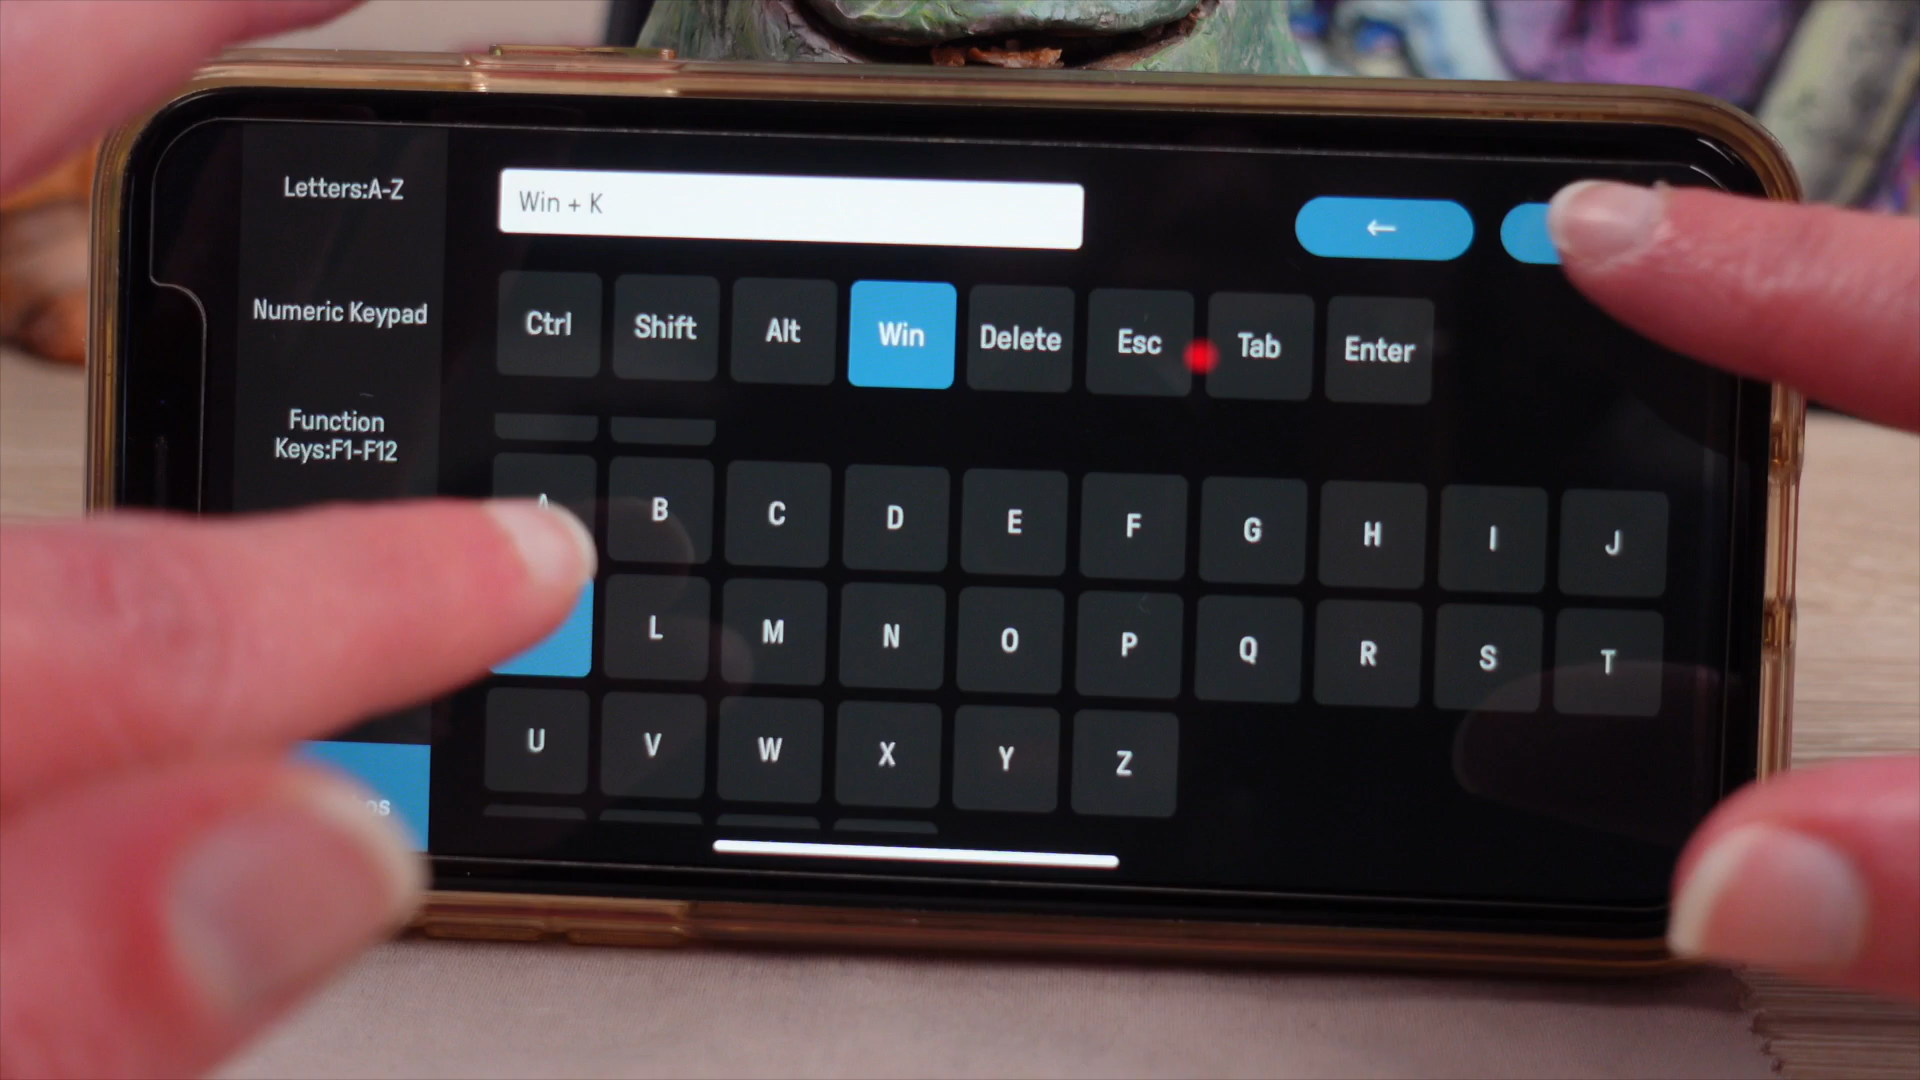 Letters:A-Z
Numeric Keypad
Function
Keys:F1-F12
Win + K
←
Ctrl Shift Alt Win Delete Esc Tab Enter
A B C D E F G H I J
L M N O P Q R S T
U V W X Y Z